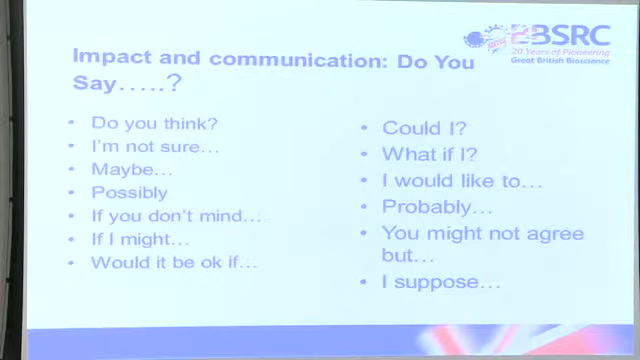 Impact and communication: Do You
Say…..?
BBSRC
20 Years of Pioneering
Great British Bioscience
Do you think?
I'm not sure…
Maybe…
Possibly
If you don't mind…
If I might…
Would it be ok if…
Could I?
What if I?
I would like to…
Probably…
You might not agree
but…
I suppose…